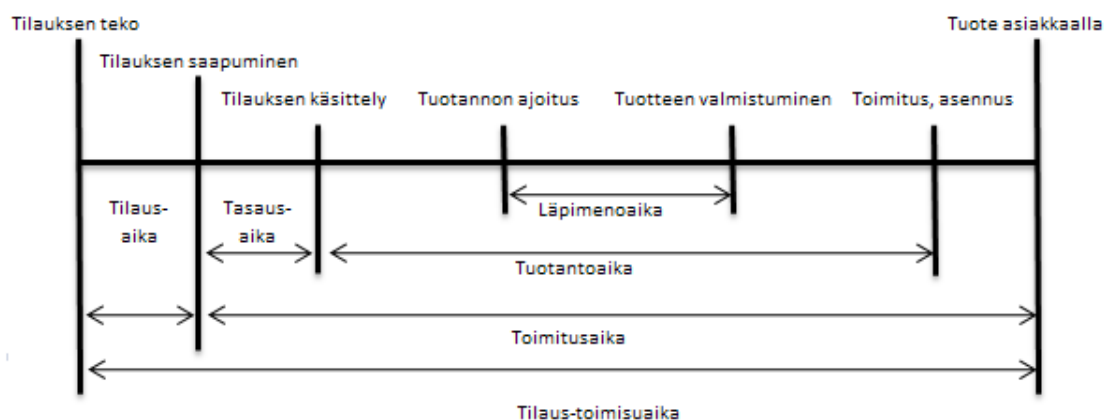 Tilauksen teko
Tuote asiakkaalla
Tilauksen saapuminen
Tilauksen käsittely
Tuotannon ajoitus
Tuotteen valmistuminen
Toimitus, asennus
Tilaus-
aika
Tasaus-
aika
Läpimenoaika
Tuotantoaika
Toimitusaika
Tilaus-toimisuaika